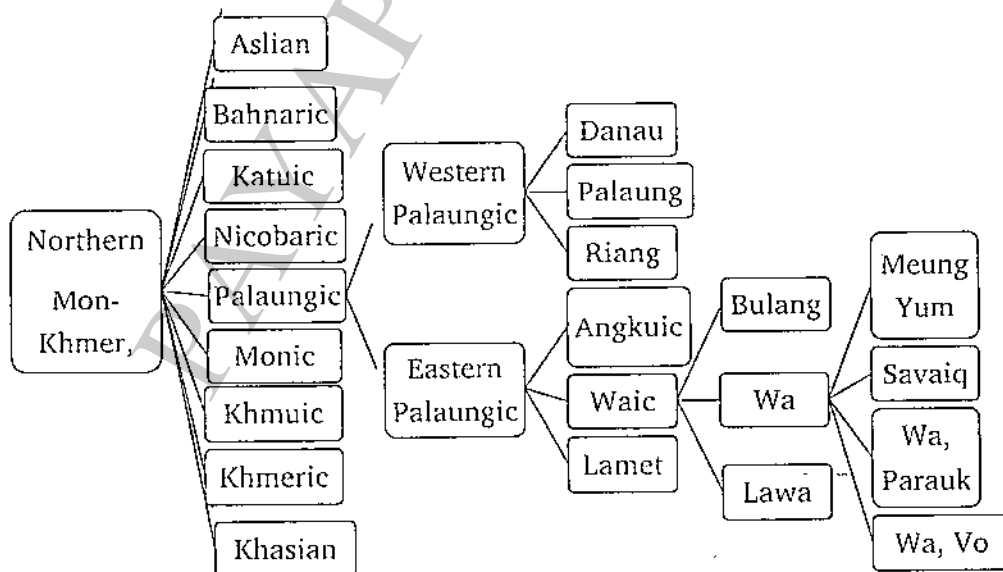 Northern
Mon-
Khmer,
Aslian
Bahnaric
Katuic
Nicobaric
Palaungic
Monic
Khmuic
Khmeric
Khasian
Western
Palaungic
Eastern
Palaungic
Danau
Palaung
Riang
Angkuic
Waic
Lamet
Bulang
Wa
Lawa
Meung
Yum
Savaiq
Wa,
Parauk
Wa, Vo
PAYAP